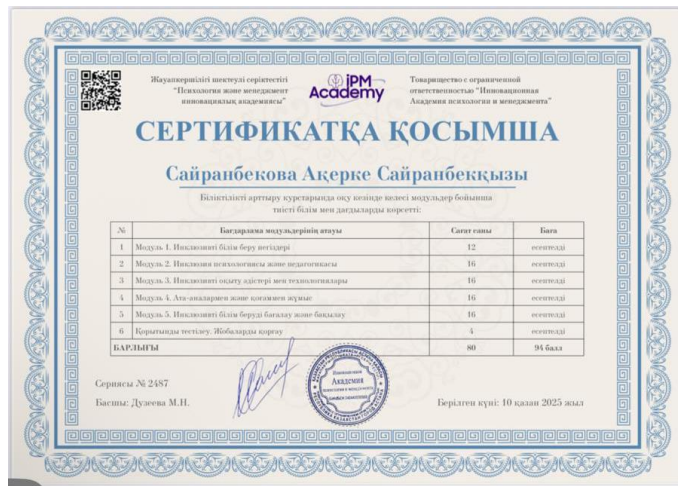 Жауапкершілігі шектеулі серіктестігі
"Психология және менеджмент
инновациялық академиясы"
iPM
Academy
Товарищество с ограниченной
ответственностью "Инновационная
Академия психологии и менеджмента"
СЕРТИФИКАТҚА ҚОСЫМША
Сайранбекова Ақерке Сайранбекқызы
Біліктілікті арттыру курстарында оқу кезінде келесі модульдер бойынша
тиісті білім мен дағдыларды көрсетті:
№ Бағдарлама модульдерінің атауы Сағат саны Баға
1 Модуль 1. Инклюзивті білім беру негіздері 12 есептелді
2 Модуль 2. Инклюзия психологиясы және педагогикасы 16 есептелді
3 Модуль 3. Инклюзивті оқыту әдістері мен технологиялары 16 есептелді
4 Модуль 4. Ата-аналармен және қоғаммен жұмыс 16 есептелді
5 Модуль 5. Инклюзивті білім беруді бағалау және бақылау 16 есептелді
6 Қорытынды тестілеу. Жобаларды қорғау 4 есептелді
БАРЛЫҒЫ 80 94 балл
Сериясы № 2487
Басшы: Дузеева М.Н.
Академия
Берілген күні: 10 қазан 2025 жыл